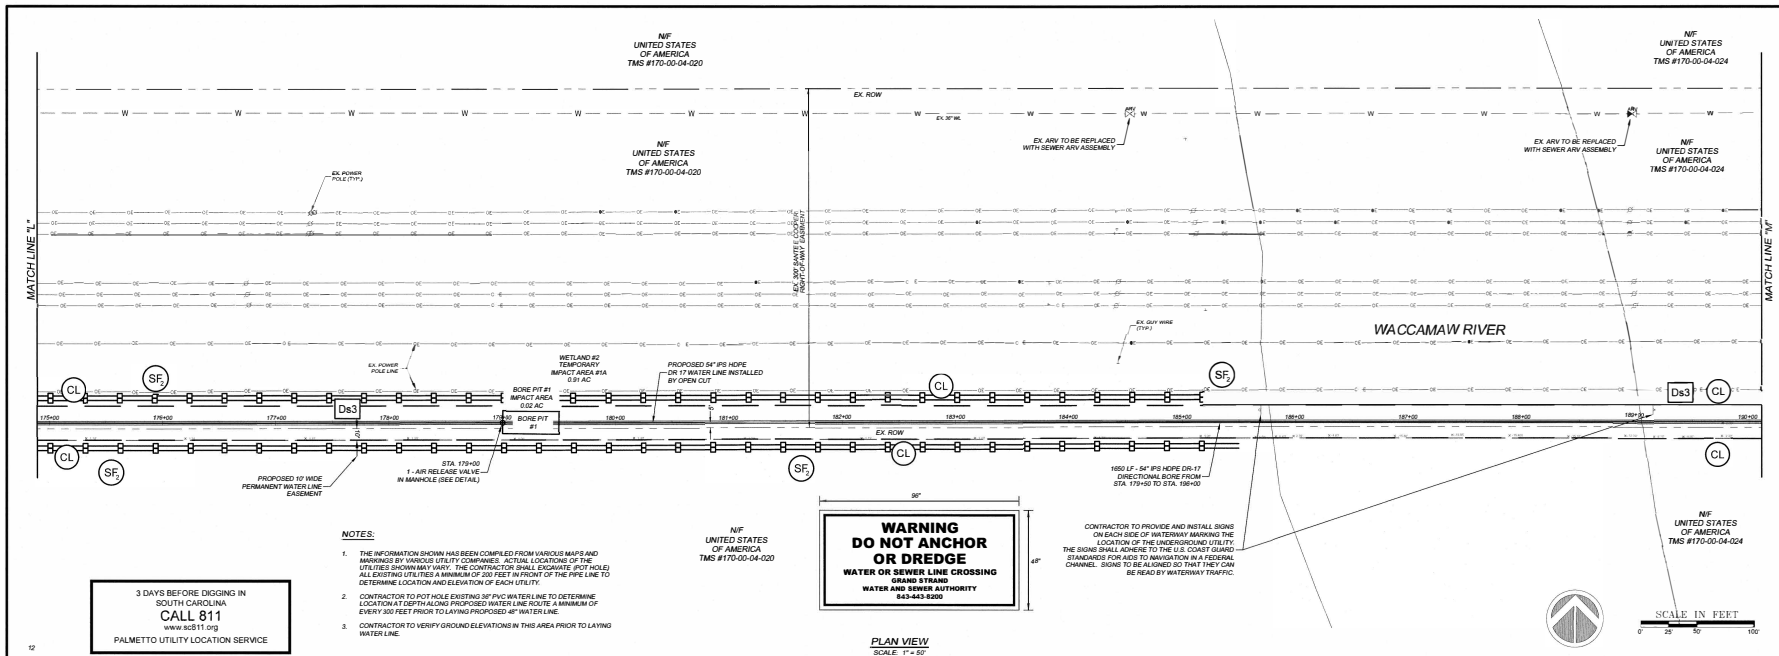 N/F
UNITED STATES
OF AMERICA
TMS #170-00-04-020
N/F
UNITED STATES
OF AMERICA
TMS #170-00-04-024
EX. ROW
W W W W W W W EX. 36" WL W W W W W W W W
EX. ARV TO BE REPLACED
WITH SEWER ARV ASSEMBLY
EX. ARV TO BE REPLACED
WITH SEWER ARV ASSEMBLY
N/F
UNITED STATES
OF AMERICA
TMS #170-00-04-020
N/F
UNITED STATES
OF AMERICA
TMS #170-00-04-024
EX. POWER
POLE (TYP.)
MATCH LINE "L"
EX. 300' SANTEE COOPER
RIGHT-OF-WAY EASMENT
MATCH LINE "M"
EX. GUY WIRE
(TYP.)
WACCAMAW RIVER
EX. POWER
POLE LINE
WETLAND #2
TEMPORARY
IMPACT AREA #1A
0.91 AC
PROPOSED 54" IPS HDPE
DR 17 WATER LINE INSTALLED
BY OPEN CUT
BORE PIT #1
IMPACT AREA
0.02 AC
CL
SF2
CL
SF2
Ds3
CL
Ds3
175+00 176+00 177+00 178+00 179+00 180+00 181+00 182+00 183+00 184+00 185+00 186+00 187+00 188+00 189+00 190+00
BORE PIT
#1
5'
10'
EX. ROW
CL
SF2
SF2
CL
CL
PROPOSED 10' WIDE
PERMANENT WATER LINE
EASEMENT
STA. 179+00
1 - AIR RELEASE VALVE
IN MANHOLE (SEE DETAIL)
1650 LF - 54" IPS HDPE DR-17
DIRECTIONAL BORE FROM
STA. 179+50 TO STA. 196+00
NOTES:
1. THE INFORMATION SHOWN HAS BEEN COMPILED FROM VARIOUS MAPS AND
MARKINGS BY VARIOUS UTILITY COMPANIES. ACTUAL LOCATIONS OF THE
UTILITIES SHOWN MAY VARY. THE CONTRACTOR SHALL EXCAVATE (POT HOLE)
ALL EXISTING UTILITIES A MINIMUM OF 200 FEET IN FRONT OF THE PIPE LINE TO
DETERMINE LOCATION AND ELEVATION OF EACH UTILITY.
2. CONTRACTOR TO POT HOLE EXISTING 36" PVC WATER LINE TO DETERMINE
LOCATION AT DEPTH ALONG PROPOSED WATER LINE ROUTE A MINIMUM OF
EVERY 300 FEET PRIOR TO LAYING PROPOSED 48" WATER LINE.
3. CONTRACTOR TO VERIFY GROUND ELEVATIONS IN THIS AREA PRIOR TO LAYING
WATER LINE.
N/F
UNITED STATES
OF AMERICA
TMS #170-00-04-020
96"
48"
WARNING
DO NOT ANCHOR
OR DREDGE
WATER OR SEWER LINE CROSSING
GRAND STRAND
WATER AND SEWER AUTHORITY
843-443-8200
CONTRACTOR TO PROVIDE AND INSTALL SIGNS
ON EACH SIDE OF WATERWAY MARKING THE
LOCATION OF THE UNDERGROUND UTILITY.
THE SIGNS SHALL ADHERE TO THE U.S. COAST GUARD
STANDARDS FOR AIDS TO NAVIGATION IN A FEDERAL
CHANNEL. SIGNS TO BE ALIGNED SO THAT THEY CAN
BE READ BY WATERWAY TRAFFIC.
N/F
UNITED STATES
OF AMERICA
TMS #170-00-04-024
3 DAYS BEFORE DIGGING IN
SOUTH CAROLINA
CALL 811
www.sc811.org
PALMETTO UTILITY LOCATION SERVICE
PLAN VIEW
SCALE: 1" = 50'
SCALE IN FEET
0' 25' 50' 100'
12